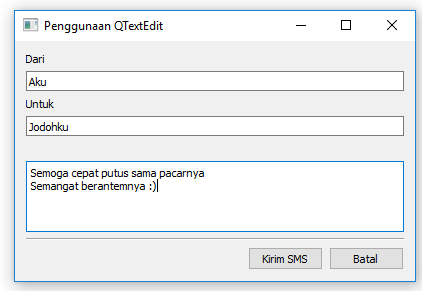 Penggunaan QTextEdit
Dari
Aku
Untuk
Jodohku
Semoga cepat putus sama pacarnya
Semangat berantemnya :)
Kirim SMS
Batal